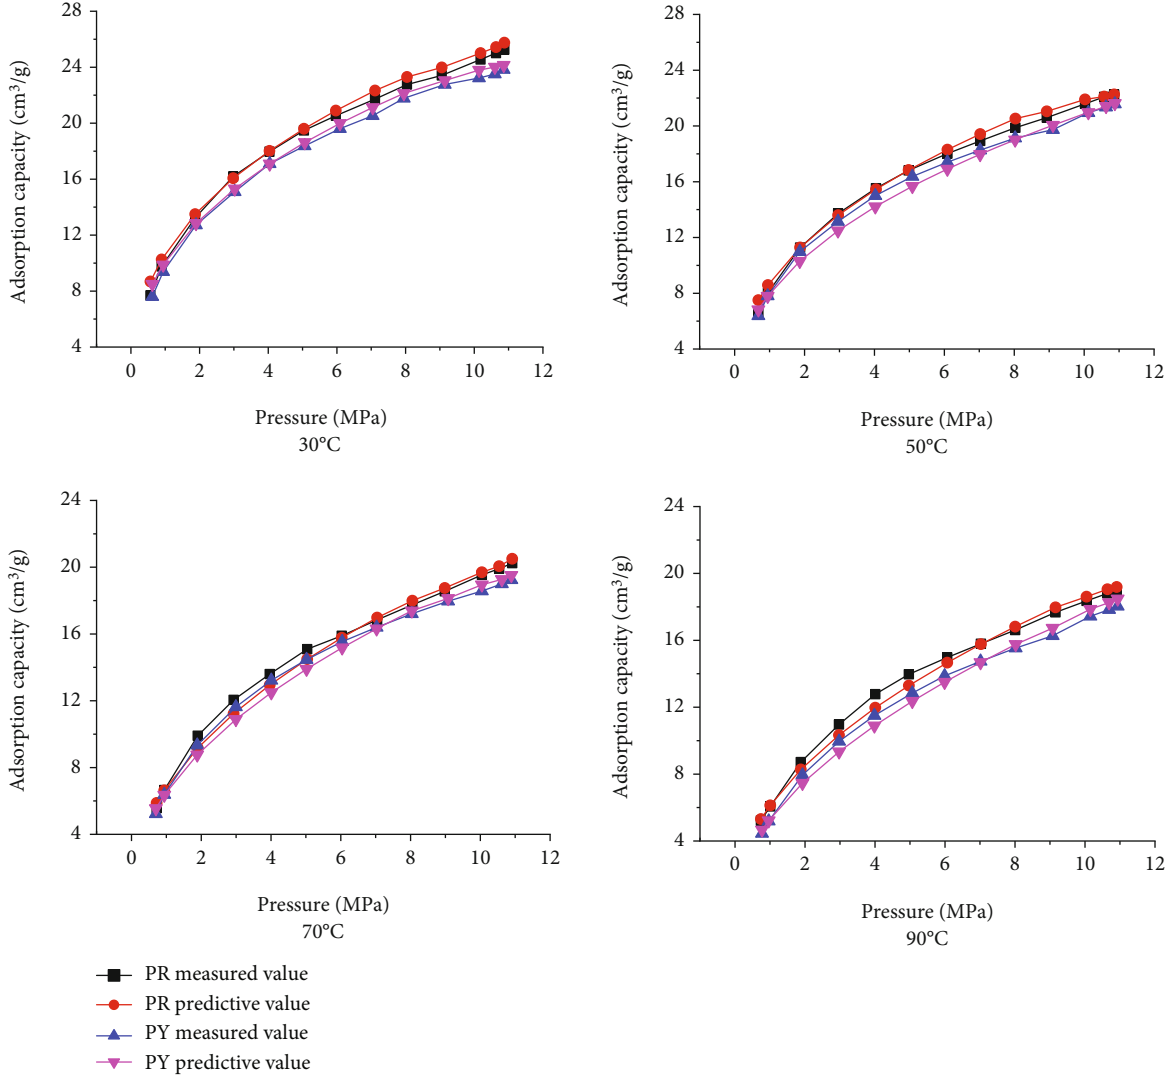 28
24
20
16
12
8
4
Adsorption capacity (cm³/g)
0 2 4 6 8 10 12
Pressure (MPa)
30°C
28
24
20
16
12
8
4
Adsorption capacity (cm³/g)
0 2 4 6 8 10 12
Pressure (MPa)
50°C
24
20
16
12
8
4
Adsorption capacity (cm³/g)
0 2 4 6 8 10 12
Pressure (MPa)
70°C
24
20
16
12
8
4
Adsorption capacity (cm³/g)
0 2 4 6 8 10 12
Pressure (MPa)
90°C
PR measured value
PR predictive value
PY measured value
PY predictive value